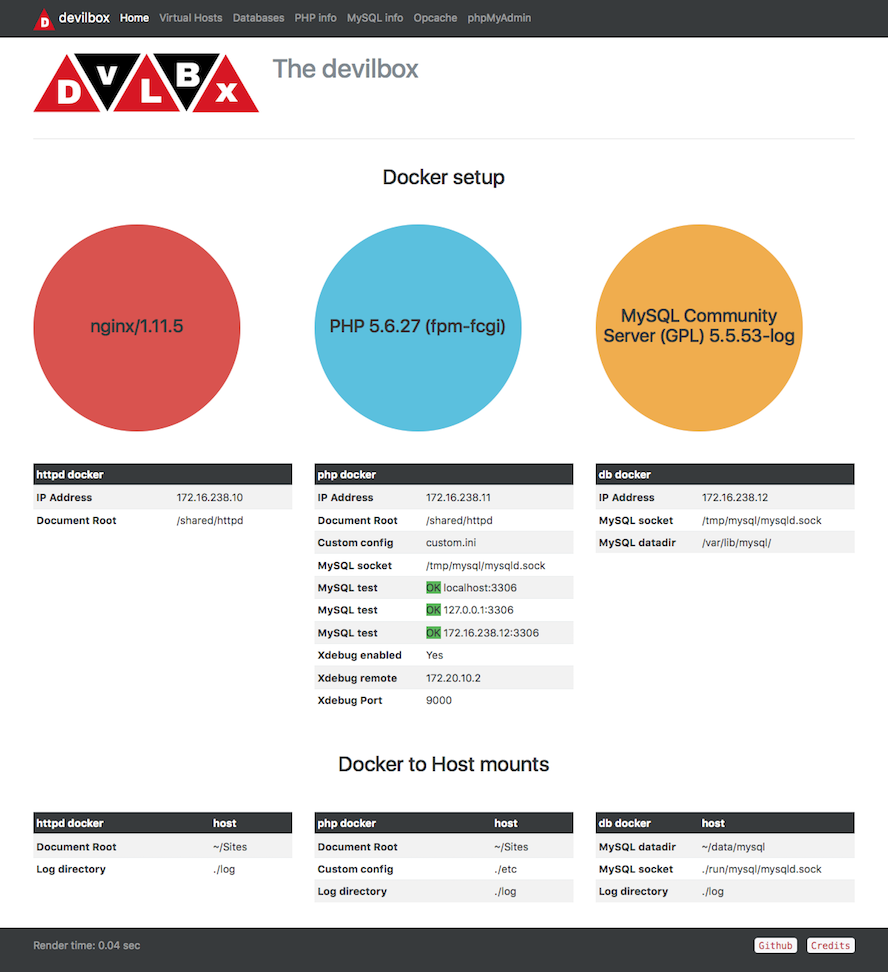 D devilbox Home Virtual Hosts Databases PHP info MySQL info Opcache phpMyAdmin
D V L B X The devilbox
Docker setup
nginx/1.11.5
PHP 5.6.27 (fpm-fcgi)
MySQL Community
Server (GPL) 5.5.53-log
httpd docker
IP Address 172.16.238.10
Document Root /shared/httpd
php docker
IP Address 172.16.238.11
Document Root /shared/httpd
Custom config custom.ini
MySQL socket /tmp/mysql/mysqld.sock
MySQL test OK localhost:3306
MySQL test OK 127.0.0.1:3306
MySQL test OK 172.16.238.12:3306
Xdebug enabled Yes
Xdebug remote 172.20.10.2
Xdebug Port 9000
db docker
IP Address 172.16.238.12
MySQL socket /tmp/mysql/mysqld.sock
MySQL datadir /var/lib/mysql/
Docker to Host mounts
httpd docker host
Document Root ~/Sites
Log directory ./log
php docker host
Document Root ~/Sites
Custom config ./etc
Log directory ./log
db docker host
MySQL datadir ~/data/mysql
MySQL socket ./run/mysql/mysqld.sock
Log directory ./log
Render time: 0.04 sec Github Credits